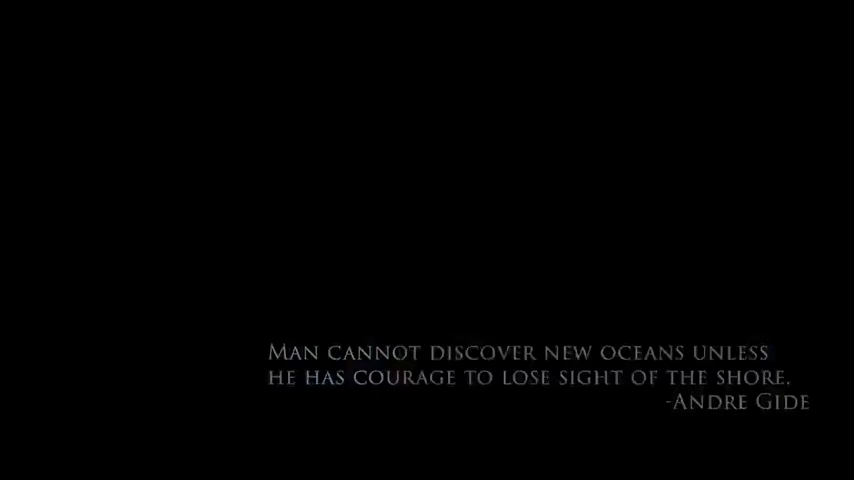 Man cannot discover new oceans unless
he has courage to lose sight of the shore.
-Andre Gide